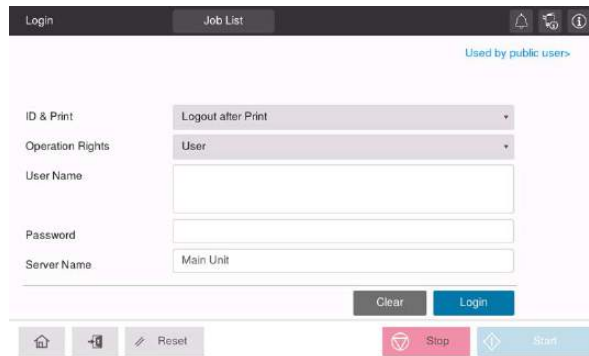 Login Job List
Used by public user>
ID & Print Logout after Print
Operation Rights User
User Name
Password
Server Name Main Unit
Clear Login
Reset Stop Start